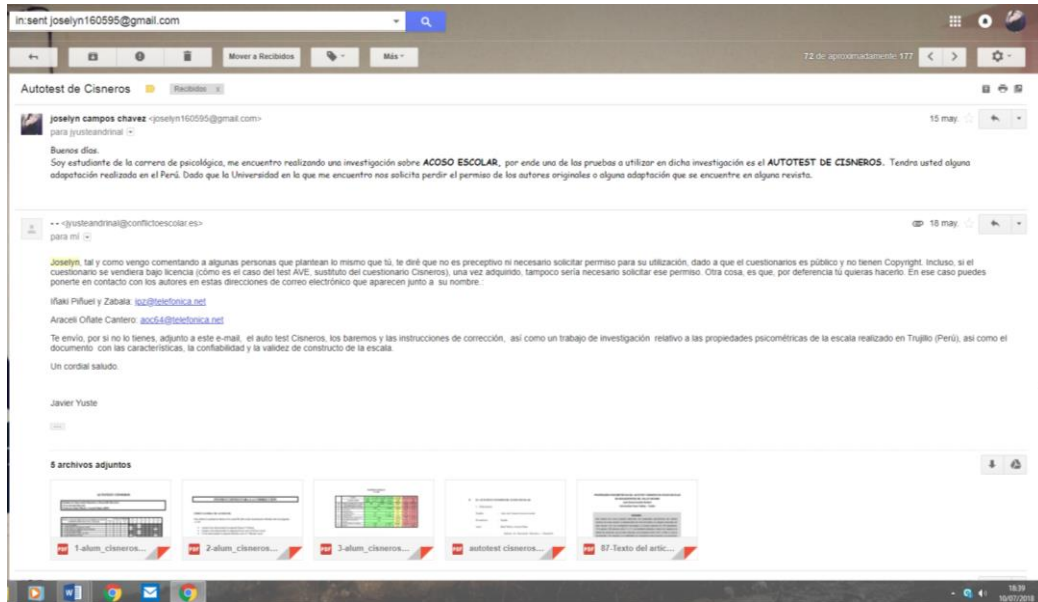 in:sent joselyn160595@gmail.com
Mover a Recibidos
Más
72 de aproximadamente 177
Autotest de Cisneros
Recibidos x
joselyn campos chavez <joselyn160595@gmail.com>
15 may.
para jyusteandrinal
Buenos días.
Soy estudiante de la carrera de psicológica, me encuentro realizando una investigación sobre ACOSO ESCOLAR, por ende una de las pruebas a utilizar en dicha investigación es el AUTOTEST DE CISNEROS. Tendra usted alguna
adapatación realizada en el Perú. Dado que la Universidad en la que me encuentro nos solicita perdir el permiso de los autores originales o alguna adaptación que se encuentre en alguna revista.
- - <jyusteandrinal@conflictoescolar.es>
18 may.
para mí
Joselyn, tal y como vengo comentando a algunas personas que plantean lo mismo que tú, te diré que no es preceptivo ni necesario solicitar permiso para su utilización, dado a que el cuestionarios es público y no tienen Copyright. Incluso, si el
cuestionario se vendiera bajo licencia (cómo es el caso del test AVE, sustituto del cuestionario Cisneros), una vez adquirido, tampoco sería necesario solicitar ese permiso. Otra cosa, es que, por deferencia tú quieras hacerlo. En ese caso puedes
ponerte en contacto con los autores en estas direcciones de correo electrónico que aparecen junto a su nombre.:
Iñaki Piñuel y Zabala: ipz@telefonica.net
Araceli Oñate Cantero: aoc64@telefonica.net
Te envío, por si no lo tienes, adjunto a este e-mail, el auto test Cisneros, los baremos y las instrucciones de corrección, así como un trabajo de investigación relativo a las propiedades psicométricas de la escala realizado en Trujillo (Perú), asi como el
documento con las características, la confiabilidad y la validez de constructo de la escala.
Un cordial saludo.
Javier Yuste
5 archivos adjuntos
AUTOTEST CISNEROS
PDF 1-alum_cisneros...
PDF 2-alum_cisneros...
PDF 3-alum_cisneros...
PDF autotest cisneros...
PDF 87-Texto del artíc...
18:39
10/07/2018